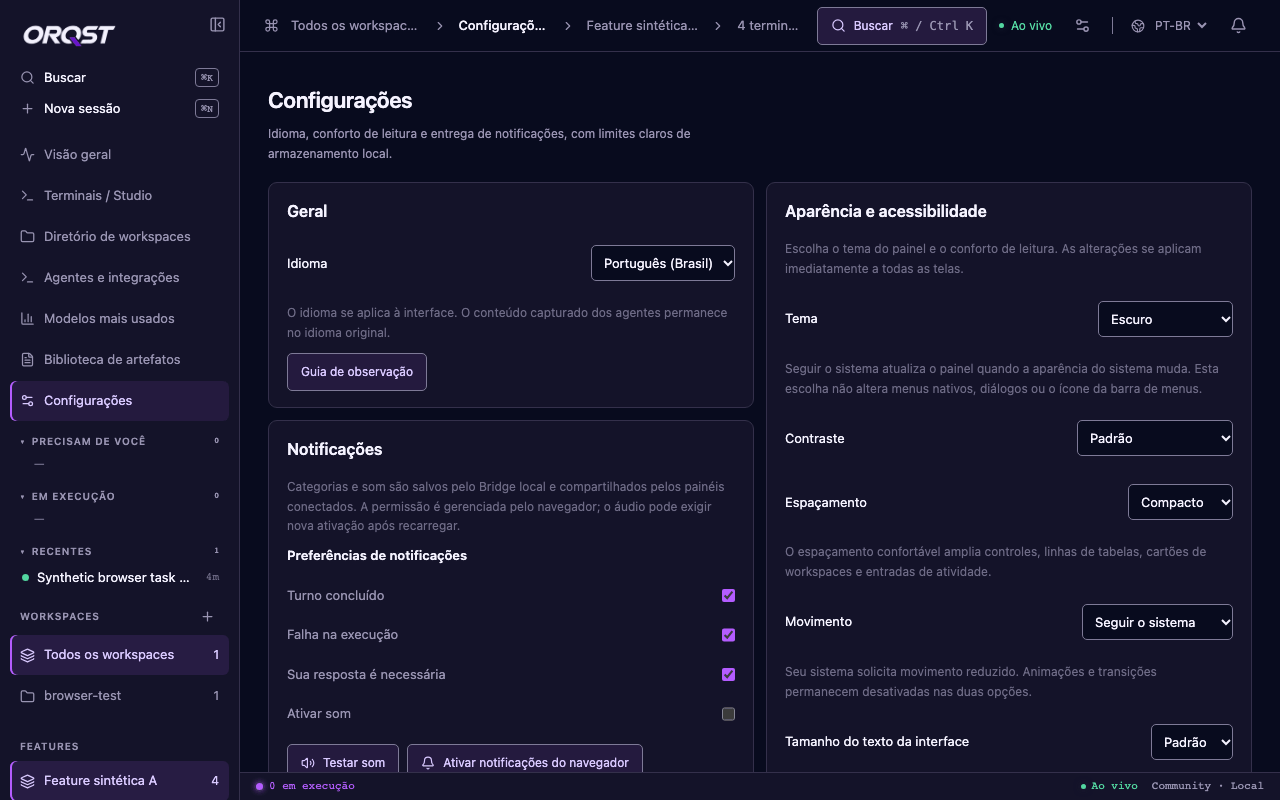 ORQST
Buscar ⌘K
Nova sessão ⌘N
Visão geral
Terminais / Studio
Diretório de workspaces
Agentes e integrações
Modelos mais usados
Biblioteca de artefatos
Configurações
PRECISAM DE VOCÊ 0
—
EM EXECUÇÃO 0
—
RECENTES 1
Synthetic browser task ... 4m
WORKSPACES
Todos os workspaces 1
browser-test 1
FEATURES
Feature sintética A 4
⌘ Todos os workspac... > Configuraçõ... > Feature sintética... > 4 termin...
Buscar ⌘ / Ctrl K
Ao vivo
PT-BR
Configurações
Idioma, conforto de leitura e entrega de notificações, com limites claros de
armazenamento local.
Geral
Idioma Português (Brasil)
O idioma se aplica à interface. O conteúdo capturado dos agentes permanece
no idioma original.
Guia de observação
Notificações
Categorias e som são salvos pelo Bridge local e compartilhados pelos painéis
conectados. A permissão é gerenciada pelo navegador; o áudio pode exigir
nova ativação após recarregar.
Preferências de notificações
Turno concluído
Falha na execução
Sua resposta é necessária
Ativar som
Testar som
Ativar notificações do navegador
Aparência e acessibilidade
Escolha o tema do painel e o conforto de leitura. As alterações se aplicam
imediatamente a todas as telas.
Tema Escuro
Seguir o sistema atualiza o painel quando a aparência do sistema muda. Esta
escolha não altera menus nativos, diálogos ou o ícone da barra de menus.
Contraste Padrão
Espaçamento Compacto
O espaçamento confortável amplia controles, linhas de tabelas, cartões de
workspaces e entradas de atividade.
Movimento Seguir o sistema
Seu sistema solicita movimento reduzido. Animações e transições
permanecem desativadas nas duas opções.
Tamanho do texto da interface Padrão
0 em execução
Ao vivo Community · Local